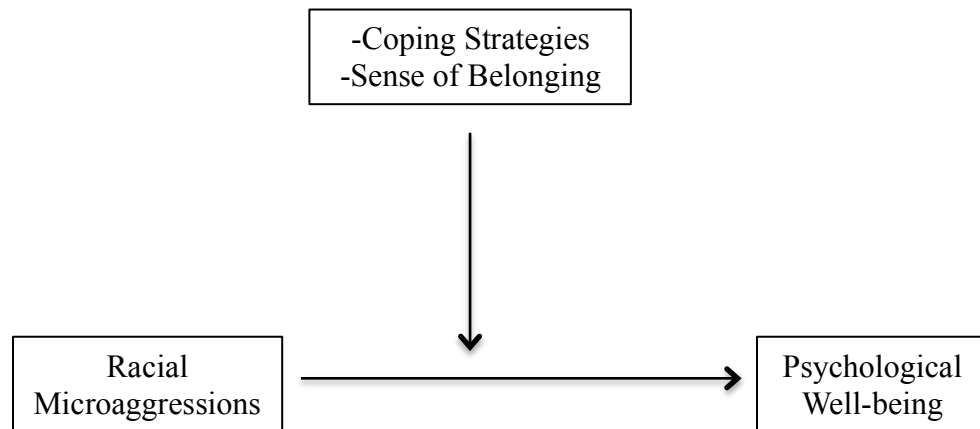 -Coping Strategies
-Sense of Belonging
Racial
Microaggressions
Psychological
Well-being